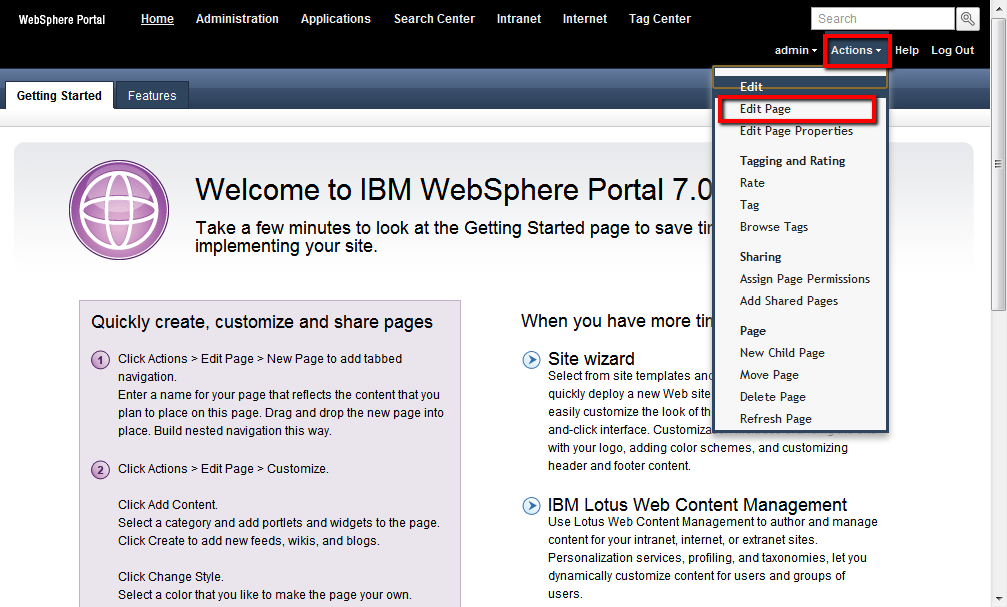 WebSphere Portal
Home Administration Applications Search Center Intranet Internet Tag Center
Search
admin Actions Help Log Out
Getting Started Features
Edit
Edit Page
Edit Page Properties
Tagging and Rating
Rate
Tag
Browse Tags
Sharing
Assign Page Permissions
Add Shared Pages
Page
New Child Page
Move Page
Delete Page
Refresh Page
Welcome to IBM WebSphere Portal 7.0
Take a few minutes to look at the Getting Started page to save
implementing your site.
Quickly create, customize and share pages
1 Click Actions > Edit Page > New Page to add tabbed
navigation.
Enter a name for your page that reflects the content that you
plan to place on this page. Drag and drop the new page into
place. Build nested navigation this way.
2 Click Actions > Edit Page > Customize.
Click Add Content.
Select a category and add portlets and widgets to the page.
Click Create to add new feeds, wikis, and blogs.
Click Change Style.
Select a color that you like to make the page your own.
When you have more
Site wizard
Select from site templates
quickly deploy a new Web site
easily customize the look of
and-click interface.
with your logo, adding color schemes, and customizing
header and footer content.
IBM Lotus Web Content Management
Use Lotus Web Content Management to author and manage
content for your intranet, internet, or extranet sites.
Personalization services, profiling, and taxonomies, let you
dynamically customize content for users and groups of
users.